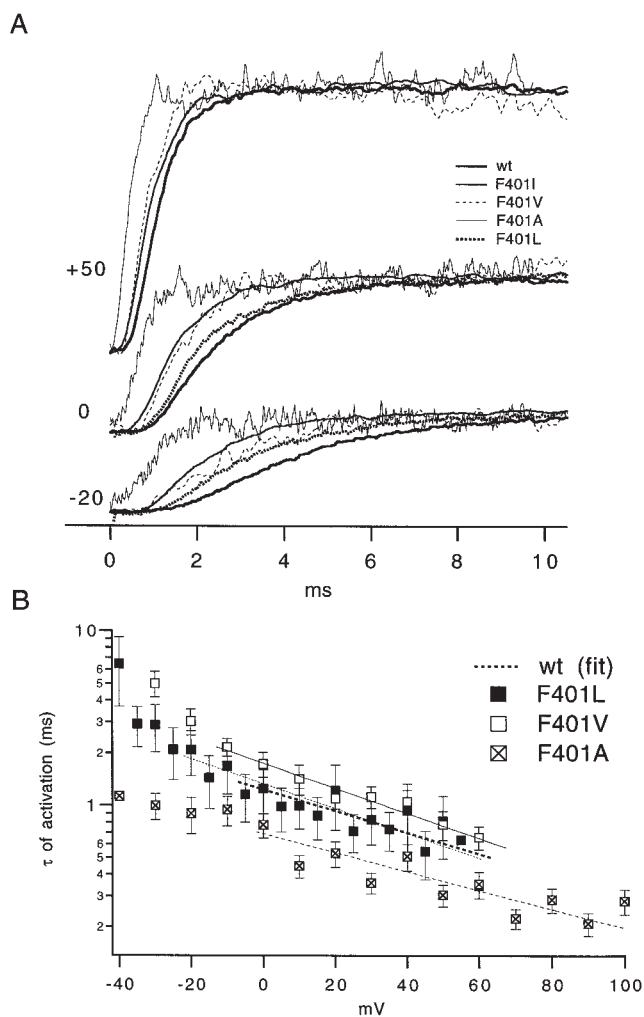 A
wt
F401I
F401V
F401A
F401L
+50
0
-20
0 2 4 6 8 10
ms
B
10
6
5
4
3
2
1
6
5
4
3
2
τ of activation (ms)
wt (fit)
F401L
F401V
F401A
-40 -20 0 20 40 60 80 100
mV